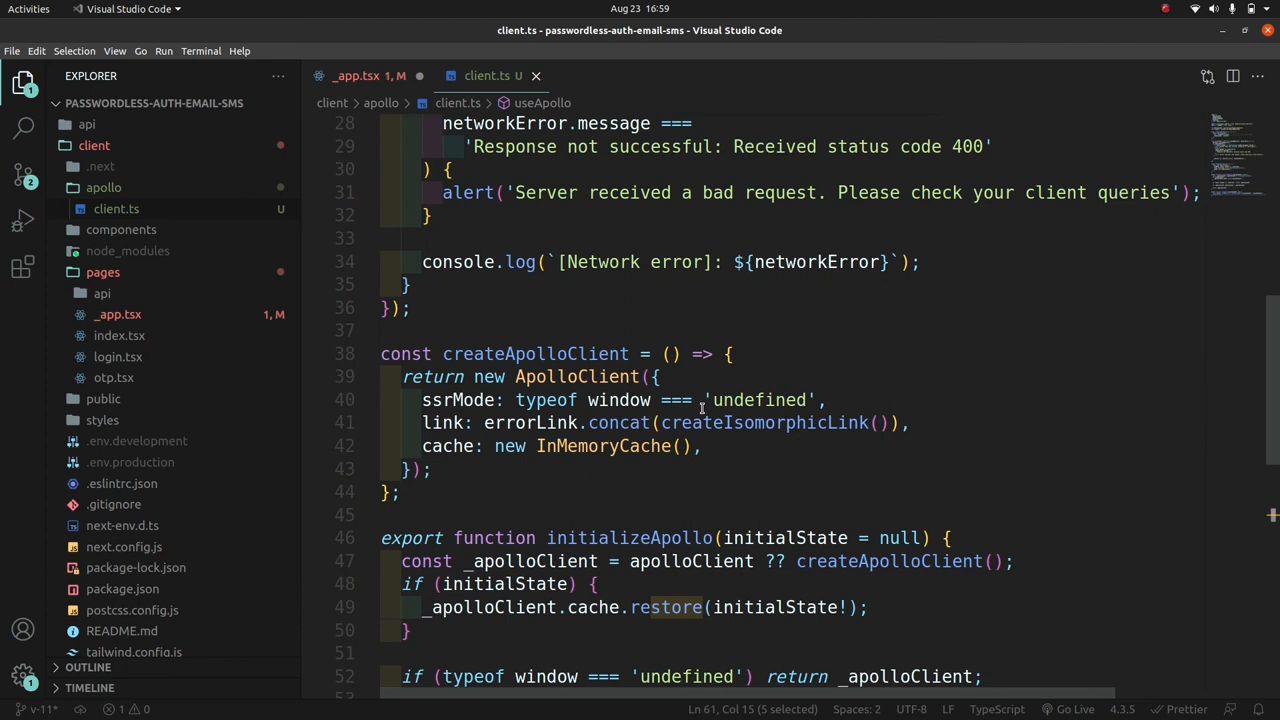 Activities
Visual Studio Code
Aug 23 16:59
client.ts - passwordless-auth-email-sms - Visual Studio Code
File Edit Selection View Go Run Terminal Help
EXPLORER
PASSWORDLESS-AUTH-EMAIL-SMS
api
client
.next
apollo
client.ts U
components
node_modules
pages
api
_app.tsx 1, M
index.tsx
login.tsx
otp.tsx
public
styles
.env.development
.env.production
.eslintrc.json
.gitignore
next-env.d.ts
next.config.js
package-lock.json
package.json
postcss.config.js
README.md
tailwind.config.js
OUTLINE
TIMELINE
1
2
1
_app.tsx 1, M
client.ts U
client > apollo > client.ts > useApollo
28 networkError.message ===
29 'Response not successful: Received status code 400'
30 ) {
31 alert('Server received a bad request. Please check your client queries');
32 }
33
34 console.log(`[Network error]: ${networkError}`);
35 }
36 });
37
38 const createApolloClient = () => {
39 return new ApolloClient({
40 ssrMode: typeof window === 'undefined',
41 link: errorLink.concat(createIsomorphicLink()),
42 cache: new InMemoryCache(),
43 });
44 };
45
46 export function initializeApollo(initialState = null) {
47 const _apolloClient = apolloClient ?? createApolloClient();
48 if (initialState) {
49 _apolloClient.cache.restore(initialState!);
50 }
51
52 if (typeof window === 'undefined') return _apolloClient;
53
v-11* 1 0 Ln 61, Col 15 (5 selected) Spaces: 2 UTF-8 LF TypeScript Go Live 4.3.5 Prettier